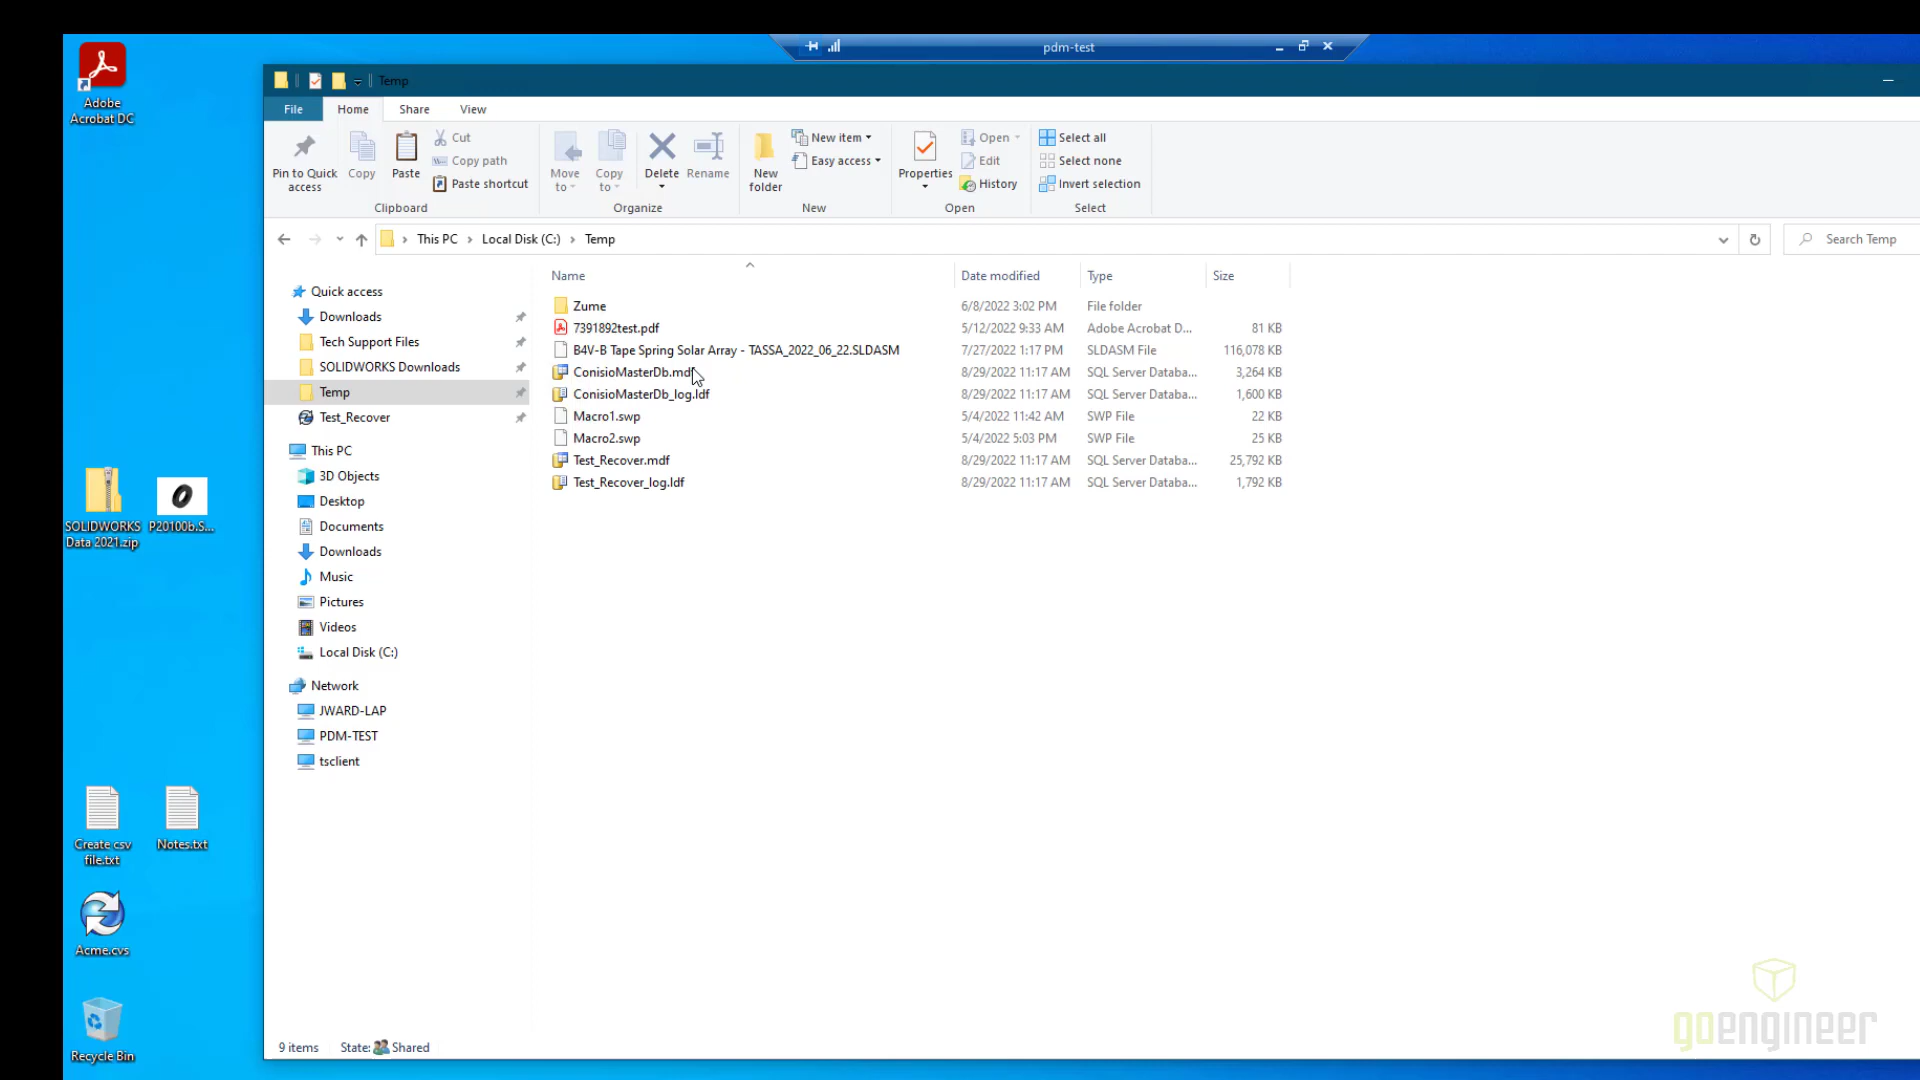 pdm-test
Adobe
Acrobat DC
SOLIDWORKS
Data 2021.zip
P20100b.S...
Create csv
file.txt
Notes.txt
Acme.cvs
Recycle Bin
Temp
File
Home
Share
View
Pin to Quick
access
Copy
Paste
Cut
Copy path
Paste shortcut
Clipboard
Move
to
Copy
to
Delete
Rename
Organize
New
folder
New item
Easy access
New
Properties
Open
Edit
History
Open
Select all
Select none
Invert selection
Select
This PC
Local Disk (C:)
Temp
Search Temp
Quick access
Downloads
Tech Support Files
SOLIDWORKS Downloads
Temp
Test_Recover
This PC
3D Objects
Desktop
Documents
Downloads
Music
Pictures
Videos
Local Disk (C:)
Network
JWARD-LAP
PDM-TEST
tsclient
Name Date modified Type Size
Zume 6/8/2022 3:02 PM File folder
7391892test.pdf 5/12/2022 9:33 AM Adobe Acrobat D... 81 KB
B4V-B Tape Spring Solar Array - TASSA_2022_06_22.SLDASM 7/27/2022 1:17 PM SLDASM File 116,078 KB
ConisioMasterDb.mdf 8/29/2022 11:17 AM SQL Server Databa... 3,264 KB
ConisioMasterDb_log.ldf 8/29/2022 11:17 AM SQL Server Databa... 1,600 KB
Macro1.swp 5/4/2022 11:42 AM SWP File 22 KB
Macro2.swp 5/4/2022 5:03 PM SWP File 25 KB
Test_Recover.mdf 8/29/2022 11:17 AM SQL Server Databa... 25,792 KB
Test_Recover_log.ldf 8/29/2022 11:17 AM SQL Server Databa... 1,792 KB
9 items State: Shared
goengineer